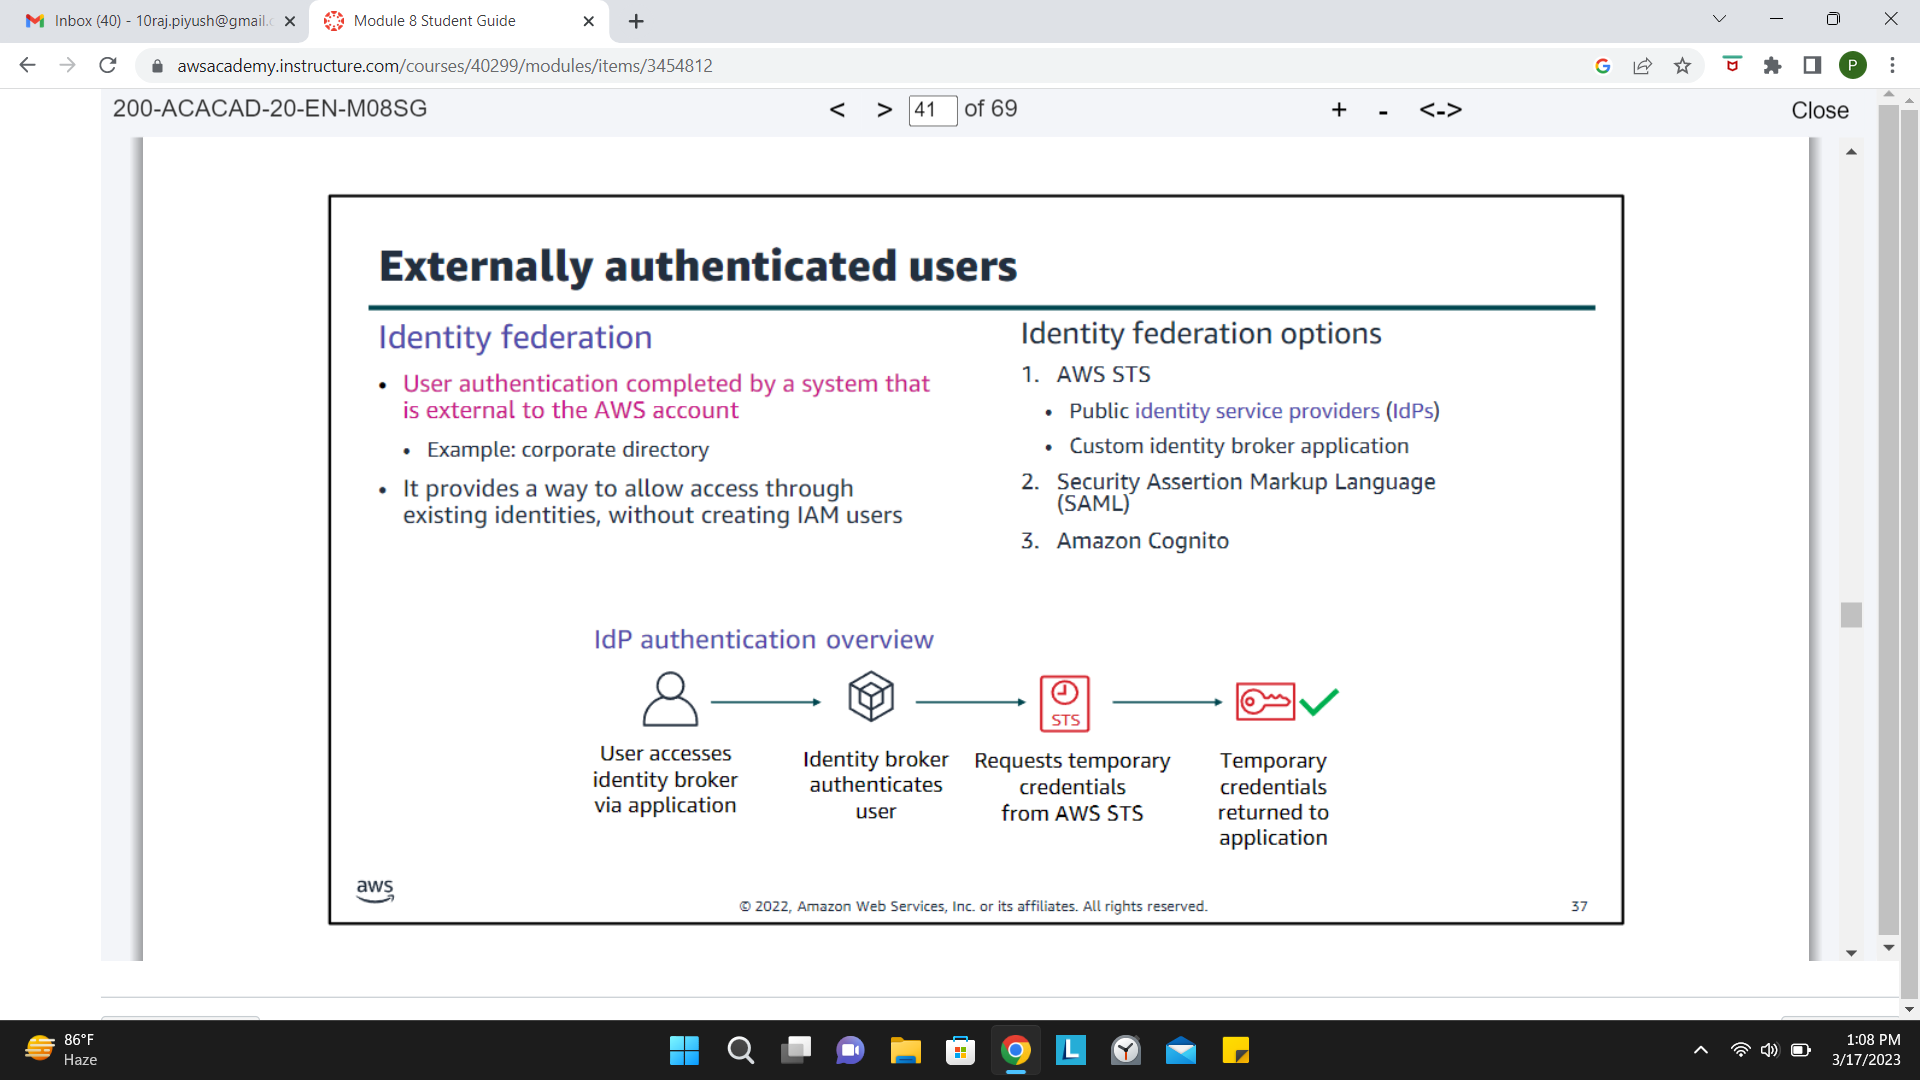 Inbox (40) - 10raj.piyush@gmail.c
Module 8 Student Guide
awsacademy.instructure.com/courses/40299/modules/items/3454812
G
P
200-ACACAD-20-EN-M08SG
< > 41 of 69
+ - <->
Close
Externally authenticated users
Identity federation
• User authentication completed by a system that
is external to the AWS account
• Example: corporate directory
• It provides a way to allow access through
existing identities, without creating IAM users
Identity federation options
1. AWS STS
• Public identity service providers (IdPs)
• Custom identity broker application
2. Security Assertion Markup Language
(SAML)
3. Amazon Cognito
IdP authentication overview
STS
User accesses
identity broker
via application
Identity broker
authenticates
user
Requests temporary
credentials
from AWS STS
Temporary
credentials
returned to
application
aws
© 2022, Amazon Web Services, Inc. or its affiliates. All rights reserved.
37
86°F
Haze
L
1:08 PM
3/17/2023